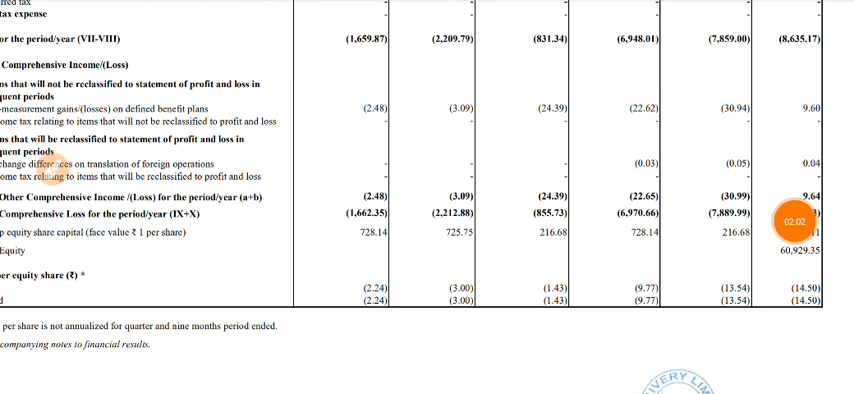 tax expense - - - - - -
or the period/year (VII-VIII) (1,659.87) (2,209.79) (831.34) (6,948.01) (7,859.00) (8,635.17)
Comprehensive Income/(Loss)
ns that will not be reclassified to statement of profit and loss in
quent periods
-measurement gains/(losses) on defined benefit plans (2.48) (3.09) (24.39) (22.62) (30.94) 9.60
ome tax relating to items that will not be reclassified to profit and loss - - - - - -
ms that will be reclassified to statement of profit and loss in
quent periods
change differences on translation of foreign operations - - - (0.03) (0.05) 0.04
ome tax relating to items that will be reclassified to profit and loss - - - - - -
Other Comprehensive Income /(Loss) for the period/year (a+b) (2.48) (3.09) (24.39) (22.65) (30.99) 9.64
Comprehensive Loss for the period/year (IX+X) (1,662.35) (2,212.88) (855.73) (6,970.66) (7,889.99)
02:02
p equity share capital (face value ₹ 1 per share) 728.14 725.75 216.68 728.14 216.68
Equity 60,929.35
per equity share (₹) *
(2.24) (3.00) (1.43) (9.77) (13.54) (14.50)
d (2.24) (3.00) (1.43) (9.77) (13.54) (14.50)
per share is not annualized for quarter and nine months period ended.
ccompanying notes to financial results.
IVERY LIM